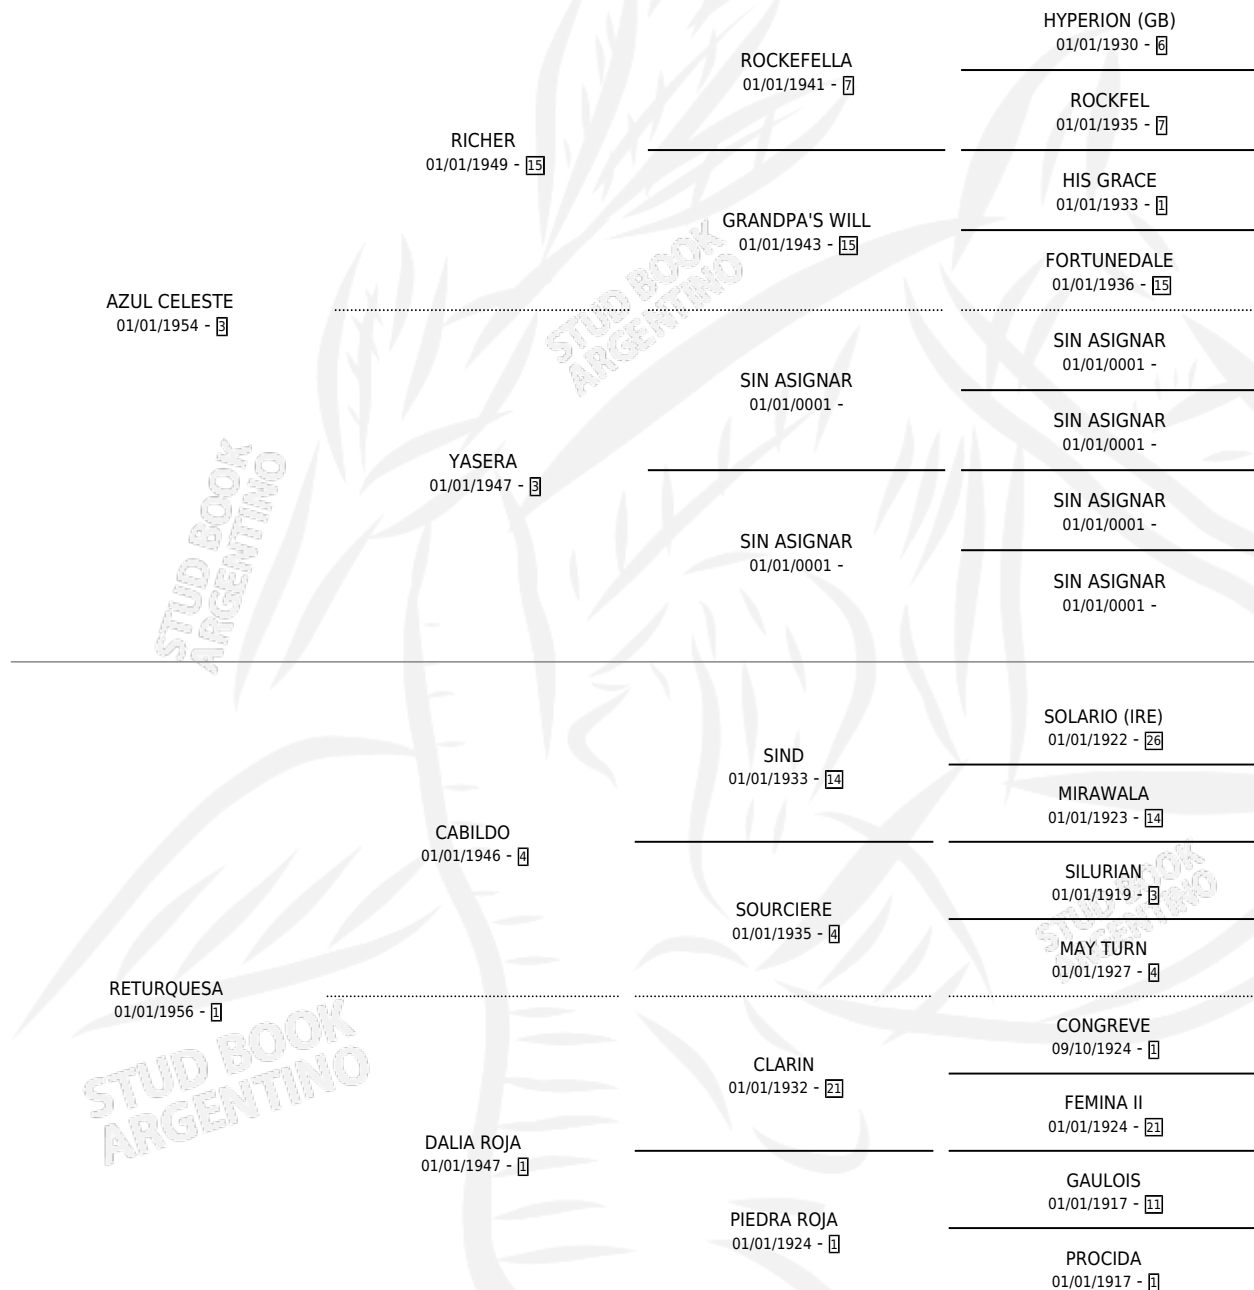 HYPERION (GB)
01/01/1930 - 6
ROCKEFELLA
01/01/1941 - 7
ROCKFEL
01/01/1935 - 7
RICHER
01/01/1949 - 15
HIS GRACE
01/01/1933 - 1
GRANDPA'S WILL
01/01/1943 - 15
FORTUNEDALE
01/01/1936 - 15
AZUL CELESTE
01/01/1954 - 3
STUD BOOK
ARGENTINO
SIN ASIGNAR
01/01/0001 -
SIN ASIGNAR
01/01/0001 -
SIN ASIGNAR
01/01/0001 -
YASERA
01/01/1947 - 3
SIN ASIGNAR
01/01/0001 -
SIN ASIGNAR
01/01/0001 -
SIN ASIGNAR
01/01/0001 -
STUD BOOK
ARGENTINO
SOLARIO (IRE)
01/01/1922 - 26
SIND
01/01/1933 - 14
MIRAWALA
01/01/1923 - 14
CABILDO
01/01/1946 - 4
SILURIAN
01/01/1919 - 3
SOURCIERE
01/01/1935 - 4
STUD BOOK
ARGENTINO
MAY TURN
01/01/1927 - 4
RETURQUESA
01/01/1956 - 1
STUD BOOK
ARGENTINO
CONGREVE
09/10/1924 - 1
CLARIN
01/01/1932 - 21
FEMINA II
01/01/1924 - 21
DALIA ROJA
01/01/1947 - 1
GAULOIS
01/01/1917 - 11
PIEDRA ROJA
01/01/1924 - 1
PROCIDA
01/01/1917 - 1